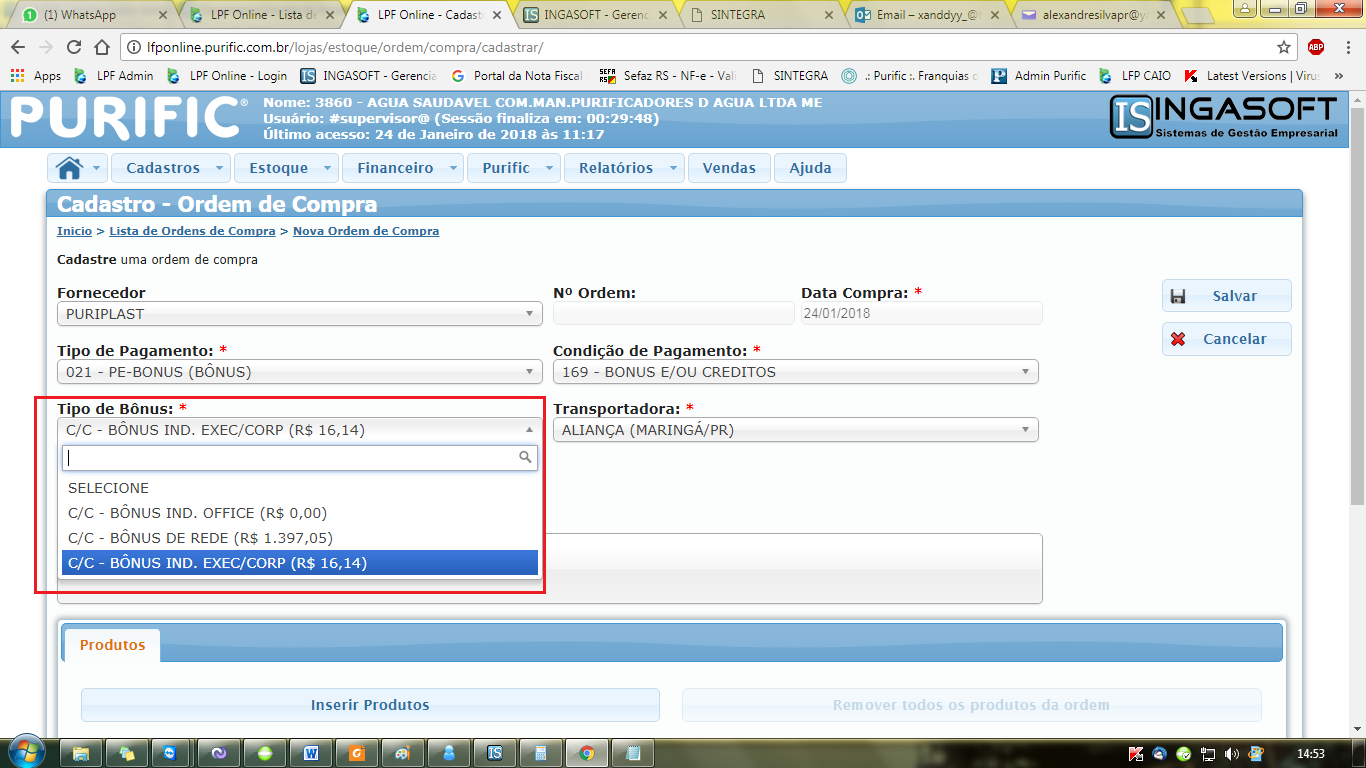 (1) WhatsApp
LPF Online - Lista de
LPF Online - Cadast
INGASOFT - Gerenc
SINTEGRA
Email – xanddyy_@
alexandresilvapr@y
lfponline.purific.com.br/lojas/estoque/ordem/compra/cadastrar/
ABP
Apps
LPF Admin
LPF Online - Login
INGASOFT - Gerencia
Portal da Nota Fiscal
Sefaz RS - NF-e - Vali
SINTEGRA
.: Purific :. Franquias
Admin Purific
LFP CAIO
Latest Versions | Viru
»
PURIFIC®
Nome: 3860 - AGUA SAUDAVEL COM.MAN.PURIFICADORES D AGUA LTDA ME
Usuário: #supervisor@ (Sessão finaliza em: 00:29:48)
Último acesso: 24 de Janeiro de 2018 às 11:17
IS INGASOFT
Sistemas de Gestão Empresarial
Cadastros
Estoque
Financeiro
Purific
Relatórios
Vendas
Ajuda
Cadastro - Ordem de Compra
Inicio > Lista de Ordens de Compra > Nova Ordem de Compra
Cadastre uma ordem de compra
Fornecedor
Nº Ordem:
Data Compra: *
PURIPLAST
24/01/2018
Salvar
Cancelar
Tipo de Pagamento: *
Condição de Pagamento: *
021 - PE-BONUS (BÔNUS)
169 - BONUS E/OU CREDITOS
Tipo de Bônus: *
Transportadora: *
C/C - BÔNUS IND. EXEC/CORP (R$ 16,14)
ALIANÇA (MARINGÁ/PR)
SELECIONE
C/C - BÔNUS IND. OFFICE (R$ 0,00)
C/C - BÔNUS DE REDE (R$ 1.397,05)
C/C - BÔNUS IND. EXEC/CORP (R$ 16,14)
Produtos
Inserir Produtos
Remover todos os produtos da ordem
14:53